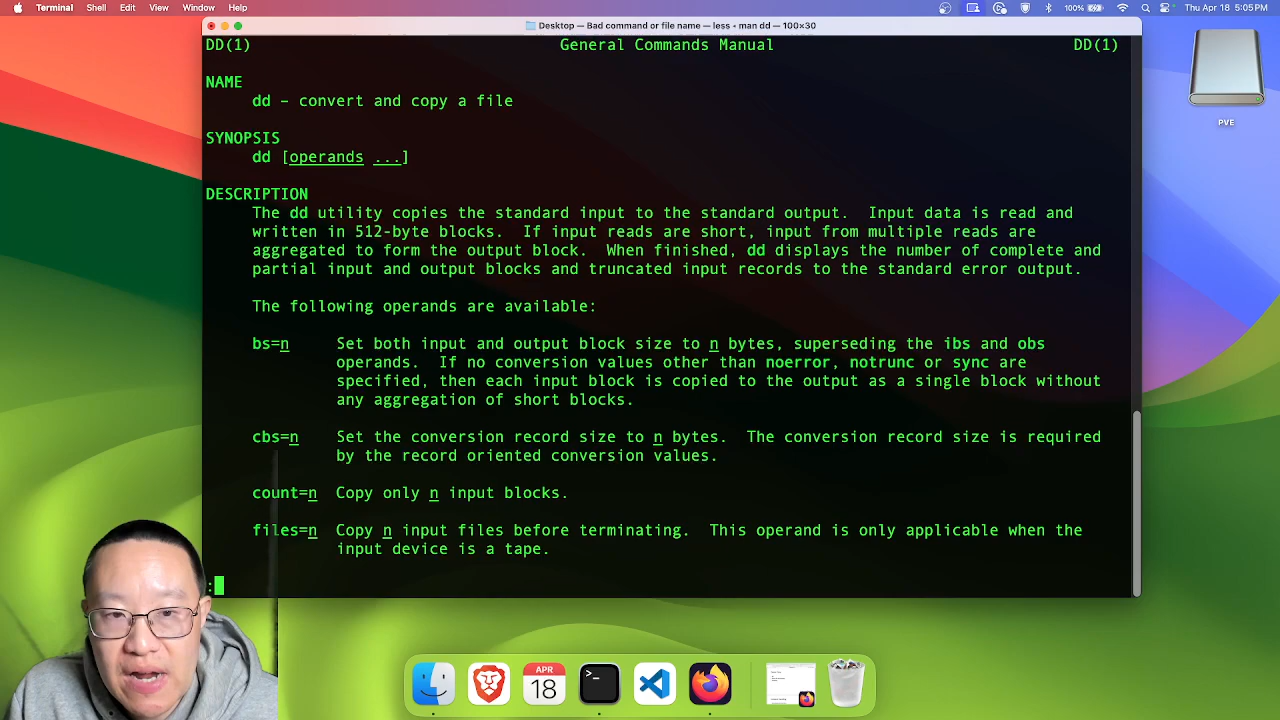 Terminal Shell Edit View Window Help 100% Thu Apr 18 5:05 PM
Desktop — Bad command or file name — less ◂ man dd — 100×30
DD(1) General Commands Manual DD(1)
NAME
dd – convert and copy a file
SYNOPSIS
dd [operands ...]
DESCRIPTION
The dd utility copies the standard input to the standard output. Input data is read and
written in 512-byte blocks. If input reads are short, input from multiple reads are
aggregated to form the output block. When finished, dd displays the number of complete and
partial input and output blocks and truncated input records to the standard error output.
The following operands are available:
bs=n Set both input and output block size to n bytes, superseding the ibs and obs
operands. If no conversion values other than noerror, notrunc or sync are
specified, then each input block is copied to the output as a single block without
any aggregation of short blocks.
cbs=n Set the conversion record size to n bytes. The conversion record size is required
by the record oriented conversion values.
count=n Copy only n input blocks.
files=n Copy n input files before terminating. This operand is only applicable when the
input device is a tape.
:
PVE
APR
18
>_